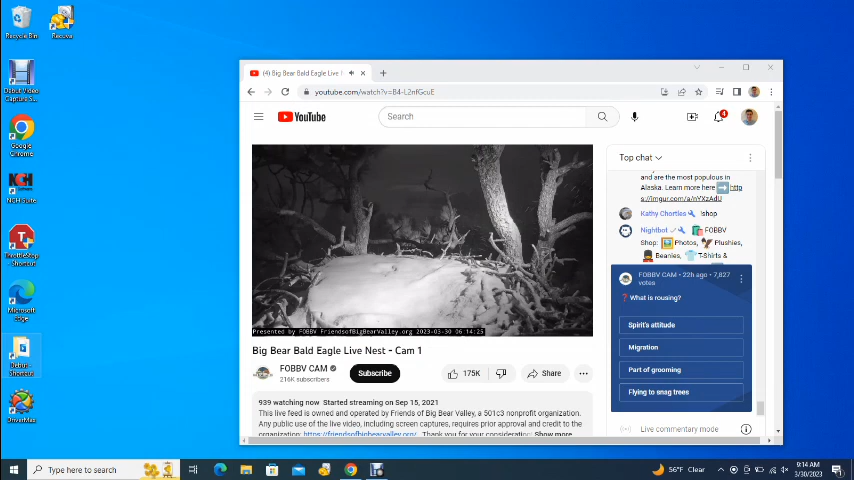 Recycle Bin
Recuva
Debut Video
Capture S...
Google
Chrome
NCH Suite
ThrottleStop
- Shortcut
Microsoft
Edge
Debut -
Shortcut
DriverMax
(4) Big Bear Bald Eagle Live
youtube.com/watch?v=B4-L2nfGcuE
YouTube
Search
4
Top chat
and are the most populous in
Alaska. Learn more here http
s://imgur.com/a/nYXzAdU
Kathy Chortles !shop
Nightbot FOBBV
Shop: Photos, Plushies,
Beanies, T-Shirts &
FOBBV CAM • 22h ago • 7,827
votes
What is rousing?
Spirit's attitude
Migration
Part of grooming
Flying to snag trees
Live commentary mode
Presented by FOBBV FriendsofBigBearValley.org 2023-03-30 06:14:25
Big Bear Bald Eagle Live Nest - Cam 1
FOBBV CAM
216K subscribers
Subscribe
175K
Share
939 watching now Started streaming on Sep 15, 2021
This live feed is owned and operated by Friends of Big Bear Valley, a 501c3 nonprofit organization.
Any public use of the live video, including screen captures, requires prior approval and credit to the
organization: https://friendsofbigbearvalley.org/ Thank you for your consideration: Show more
Type here to search
56°F Clear
9:14 AM
3/30/2023